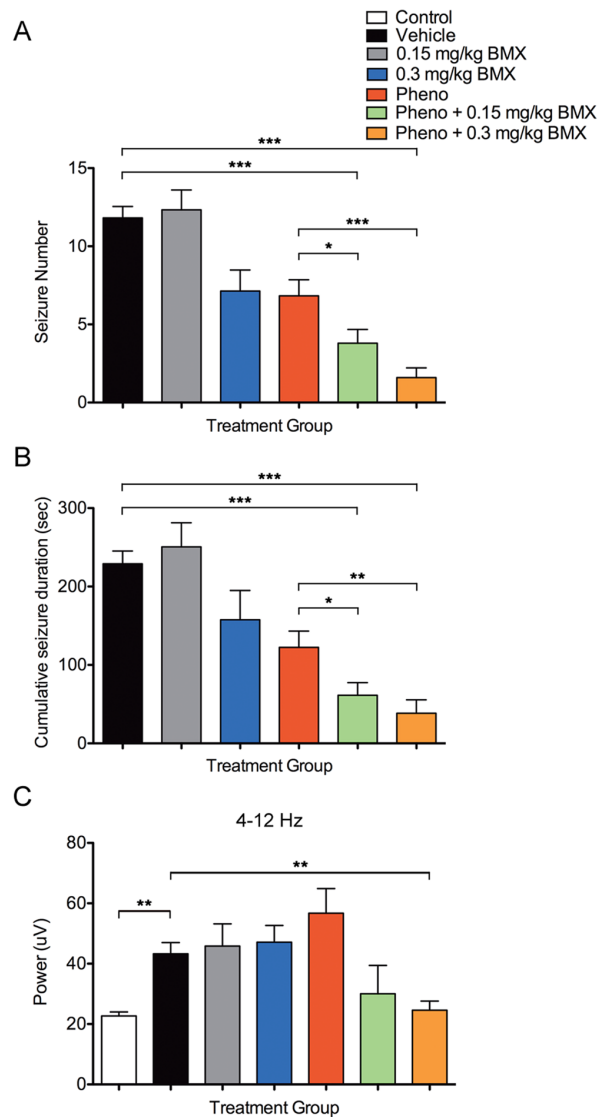 A
Control
Vehicle
0.15 mg/kg BMX
0.3 mg/kg BMX
Pheno
Pheno + 0.15 mg/kg BMX
Pheno + 0.3 mg/kg BMX
***
***
***
*
15
10
5
0
Seizure Number
Treatment Group
B
***
***
**
*
300
200
100
0
Cumulative seizure duration (sec)
Treatment Group
C
4-12 Hz
**
**
80
60
40
20
0
Power (uV)
Treatment Group